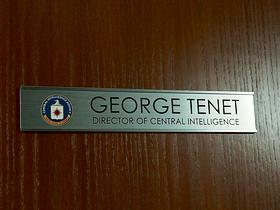 GEORGE TENET
DIRECTOR OF CENTRAL INTELLIGENCE